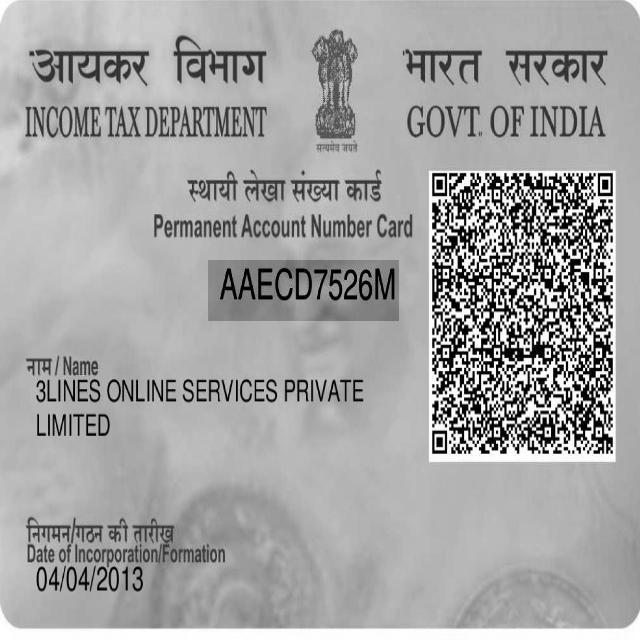 आयकर विभाग
INCOME TAX DEPARTMENT
सत्यमेव जयते
भारत सरकार
GOVT. OF INDIA
स्थायी लेखा संख्या कार्ड
Permanent Account Number Card
AAECD7526M
नाम / Name
3LINES ONLINE SERVICES PRIVATE
LIMITED
निगमन/गठन की तारीख
Date of Incorporation/Formation
04/04/2013